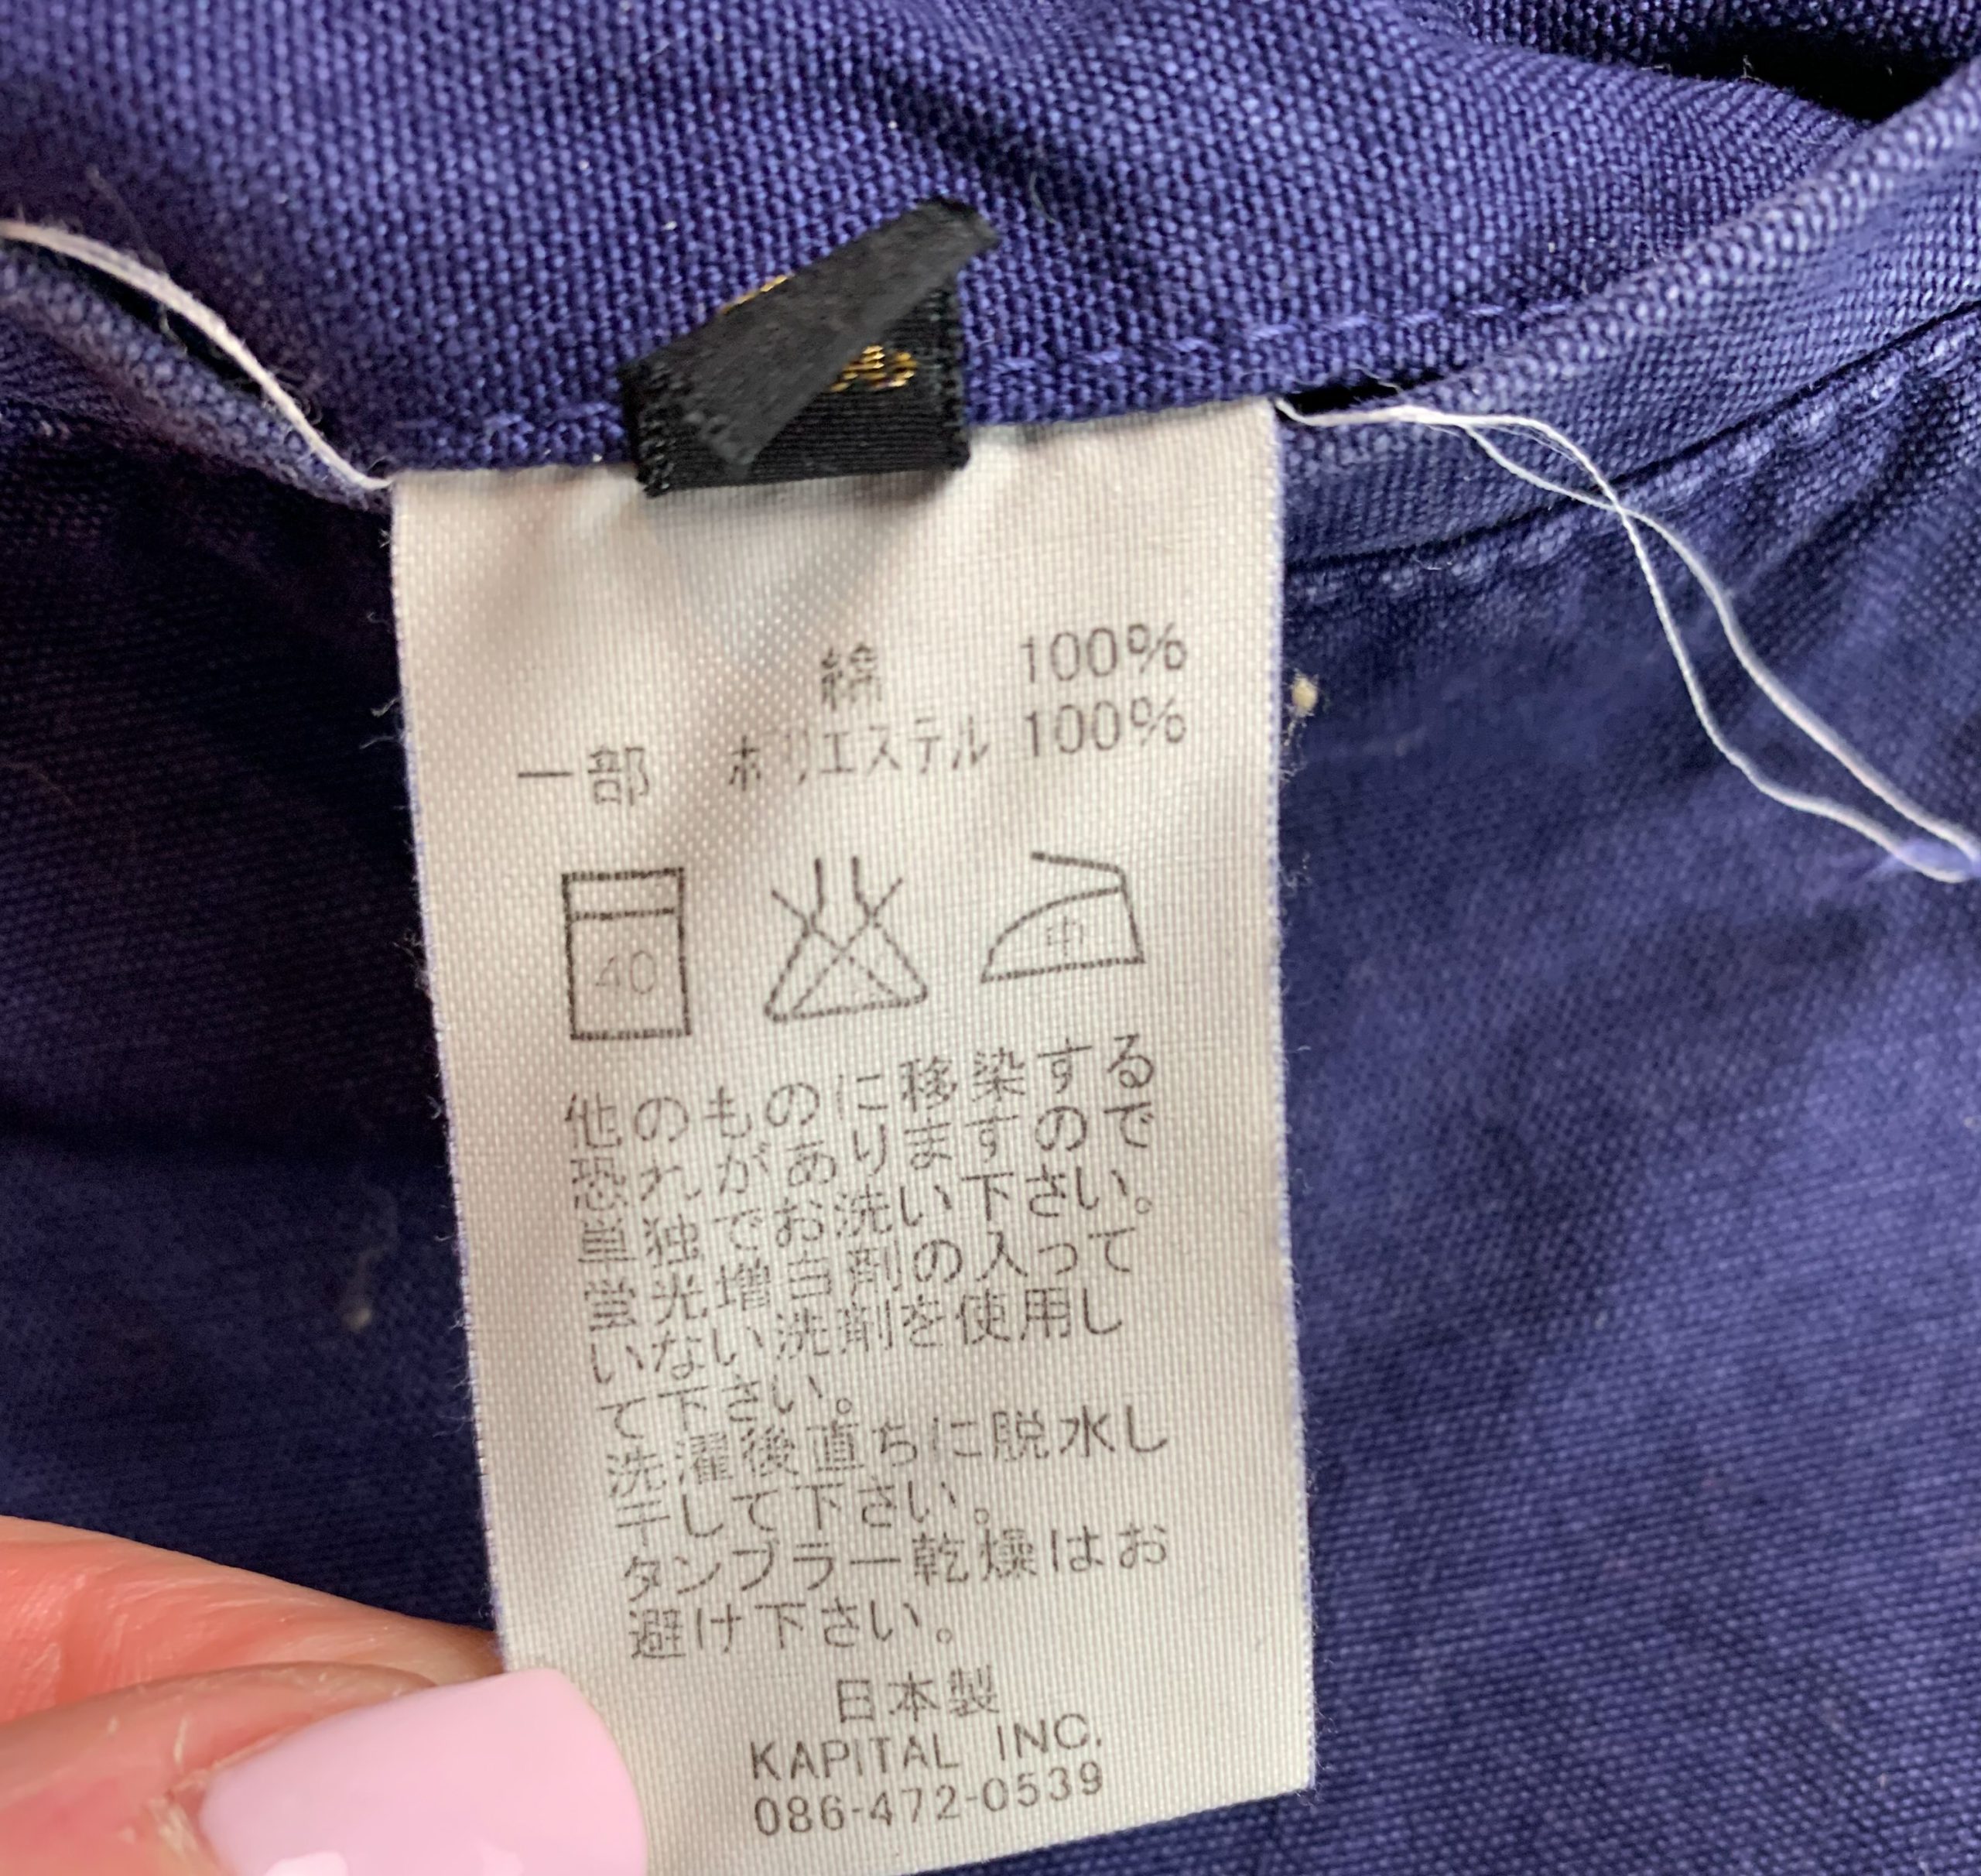 綿 100%
一部 ポリエステル 100%
40
中
他のものに移染する
恐れがありますので
単独でお洗い下さい。
蛍光増白剤の入って
いない洗剤を使用し
て下さい。
洗濯後直ちに脱水し
干して下さい。
タンブラー乾燥はお
避け下さい。
日本製
KAPITAL INC.
086-472-0539